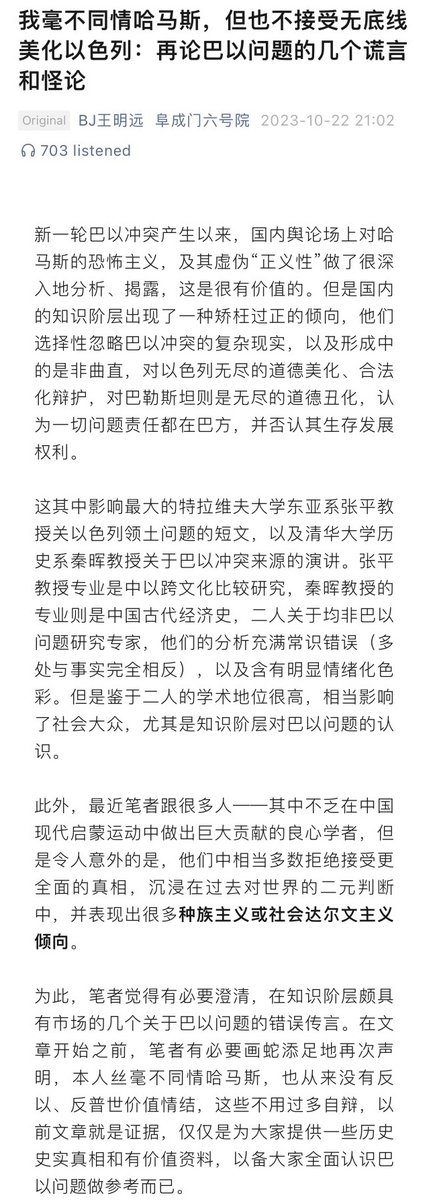 我毫不同情哈马斯，但也不接受无底线
美化以色列：再论巴以问题的几个谎言
和怪论
Original BJ王明远 阜成门六号院 2023-10-22 21:02
703 listened
新一轮巴以冲突产生以来，国内舆论场上对哈
马斯的恐怖主义，及其虚伪“正义性”做了很深
入地分析、揭露，这是很有价值的。但是国内
的知识阶层出现了一种矫枉过正的倾向，他们
选择性忽略巴以冲突的复杂现实，以及形成中
的是非曲直，对以色列无尽的道德美化、合法
化辩护，对巴勒斯坦则是无尽的道德丑化，认
为一切问题责任都在巴方，并否认其生存发展
权利。
这其中影响最大的特拉维夫大学东亚系张平教
授关以色列领土问题的短文，以及清华大学历
史系秦晖教授关于巴以冲突来源的演讲。张平
教授专业是中以跨文化比较研究，秦晖教授的
专业则是中国古代经济史，二人关于均非巴以
问题研究专家，他们的分析充满常识错误（多
处与事实完全相反），以及含有明显情绪化色
彩。但是鉴于二人的学术地位很高，相当影响
了社会大众，尤其是知识阶层对巴以问题的认
识。
此外，最近笔者跟很多人——其中不乏在中国
现代启蒙运动中做出巨大贡献的良心学者，但
是令人意外的是，他们中相当多数拒绝接受更
全面的真相，沉浸在过去对世界的二元判断
中，并表现出很多种族主义或社会达尔文主义
倾向。
为此，笔者觉得有必要澄清，在知识阶层颇具
有市场的几个关于巴以问题的错误传言。在文
章开始之前，笔者有必要画蛇添足地再次声
明，本人丝毫不同情哈马斯，也从来没有反
以、反普世价值情结，这些不用过多自辩，以
前文章就是证据，仅仅是为大家提供一些历史
史实真相和有价值资料，以备大家全面认识巴
以问题做参考而已。